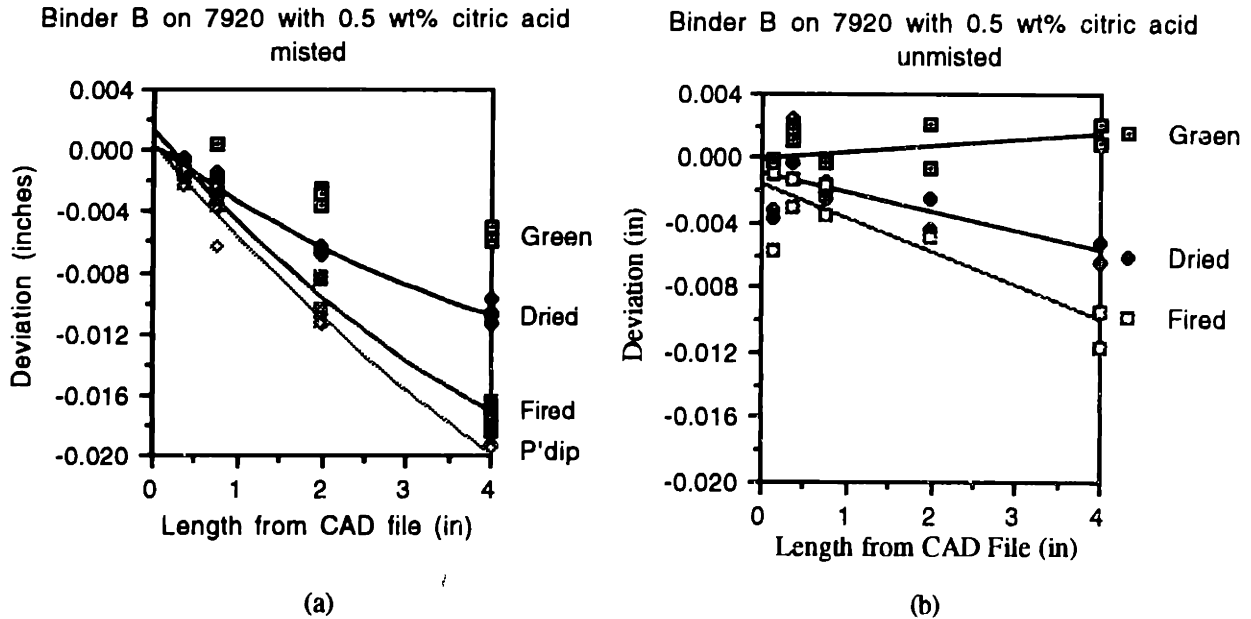 Binder B on 7920 with 0.5 wt% citric acid
misted
0.004
0.000
-0.004
-0.008
-0.012
-0.016
-0.020
Deviation (inches)
0 1 2 3 4
Length from CAD file (in)
Green
Dried
Fired
P'dip
(a)
Binder B on 7920 with 0.5 wt% citric acid
unmisted
0.004
0.000
-0.004
-0.008
-0.012
-0.016
-0.020
Deviation (in)
0 1 2 3 4
Length from CAD File (in)
Green
Dried
Fired
(b)